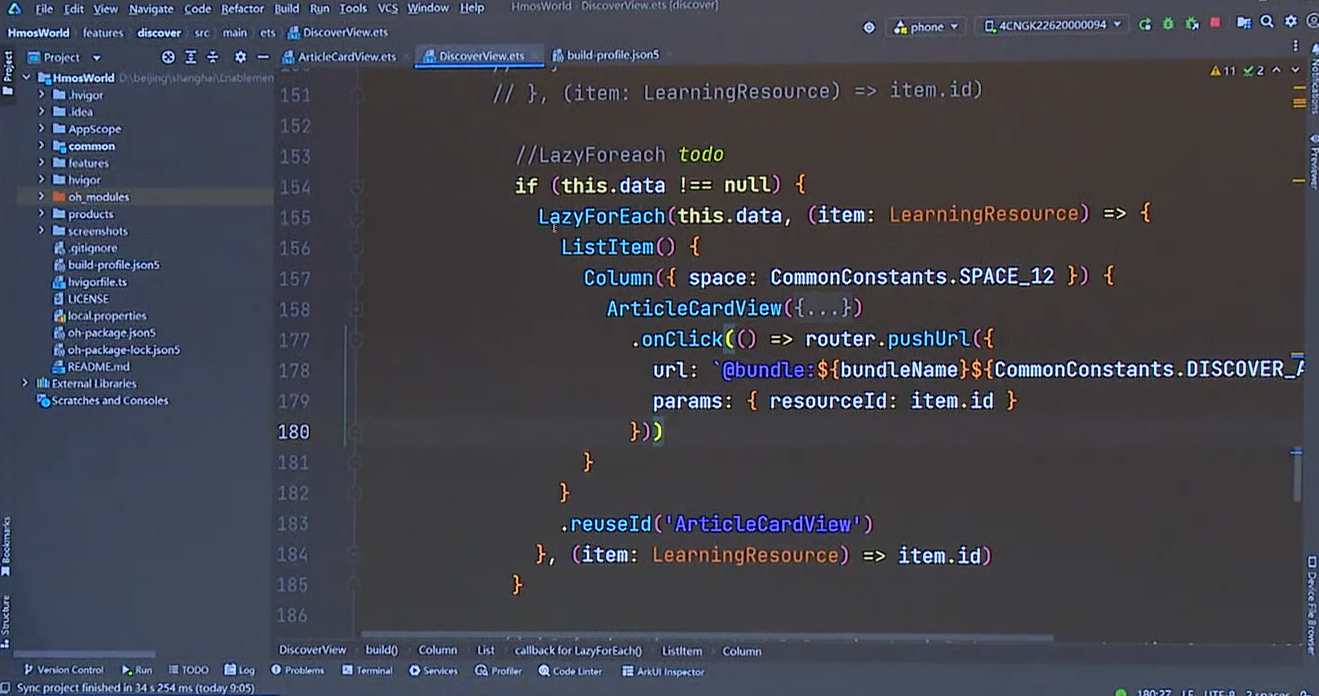 File Edit View Navigate Code Refactor Build Run Tools VCS Window Help HmosWorld - DiscoverView.ets [discover]
HmosWorld features discover src main ets DiscoverView.ets
phone 4CNGK22620000094
Project
ArticleCardView.ets DiscoverView.ets build-profile.json5
HmosWorld D:\beijing\shanghai\Enablemen
.hvigor
.idea
AppScope
common
features
hvigor
oh_modules
products
screenshots
.gitignore
build-profile.json5
hvigorfile.ts
LICENSE
local.properties
oh-package.json5
oh-package-lock.json5
README.md
External Libraries
Scratches and Consoles
11 2
151 // }, (item: LearningResource) => item.id)
152
153 //LazyForeach todo
154 if (this.data !== null) {
155 LazyForEach(this.data, (item: LearningResource) => {
156 ListItem() {
157 Column({ space: CommonConstants.SPACE_12 }) {
158 ArticleCardView({...})
177 .onClick(() => router.pushUrl({
178 url: `@bundle:${bundleName}${CommonConstants.DISCOVER_A
179 params: { resourceId: item.id }
180 }))
181 }
182 }
183 .reuseId('ArticleCardView')
184 }, (item: LearningResource) => item.id)
185 }
186
Project
Bookmarks
Structure
Notifications
Previewer
Device File Browser
DiscoverView build() Column List callback for LazyForEach() ListItem Column
Version Control Run TODO Log Problems Terminal Services Profiler Code Linter ArkUI Inspector
Sync project finished in 34 s 254 ms (today 9:05)
180:27 LF UTF-8 2 spaces